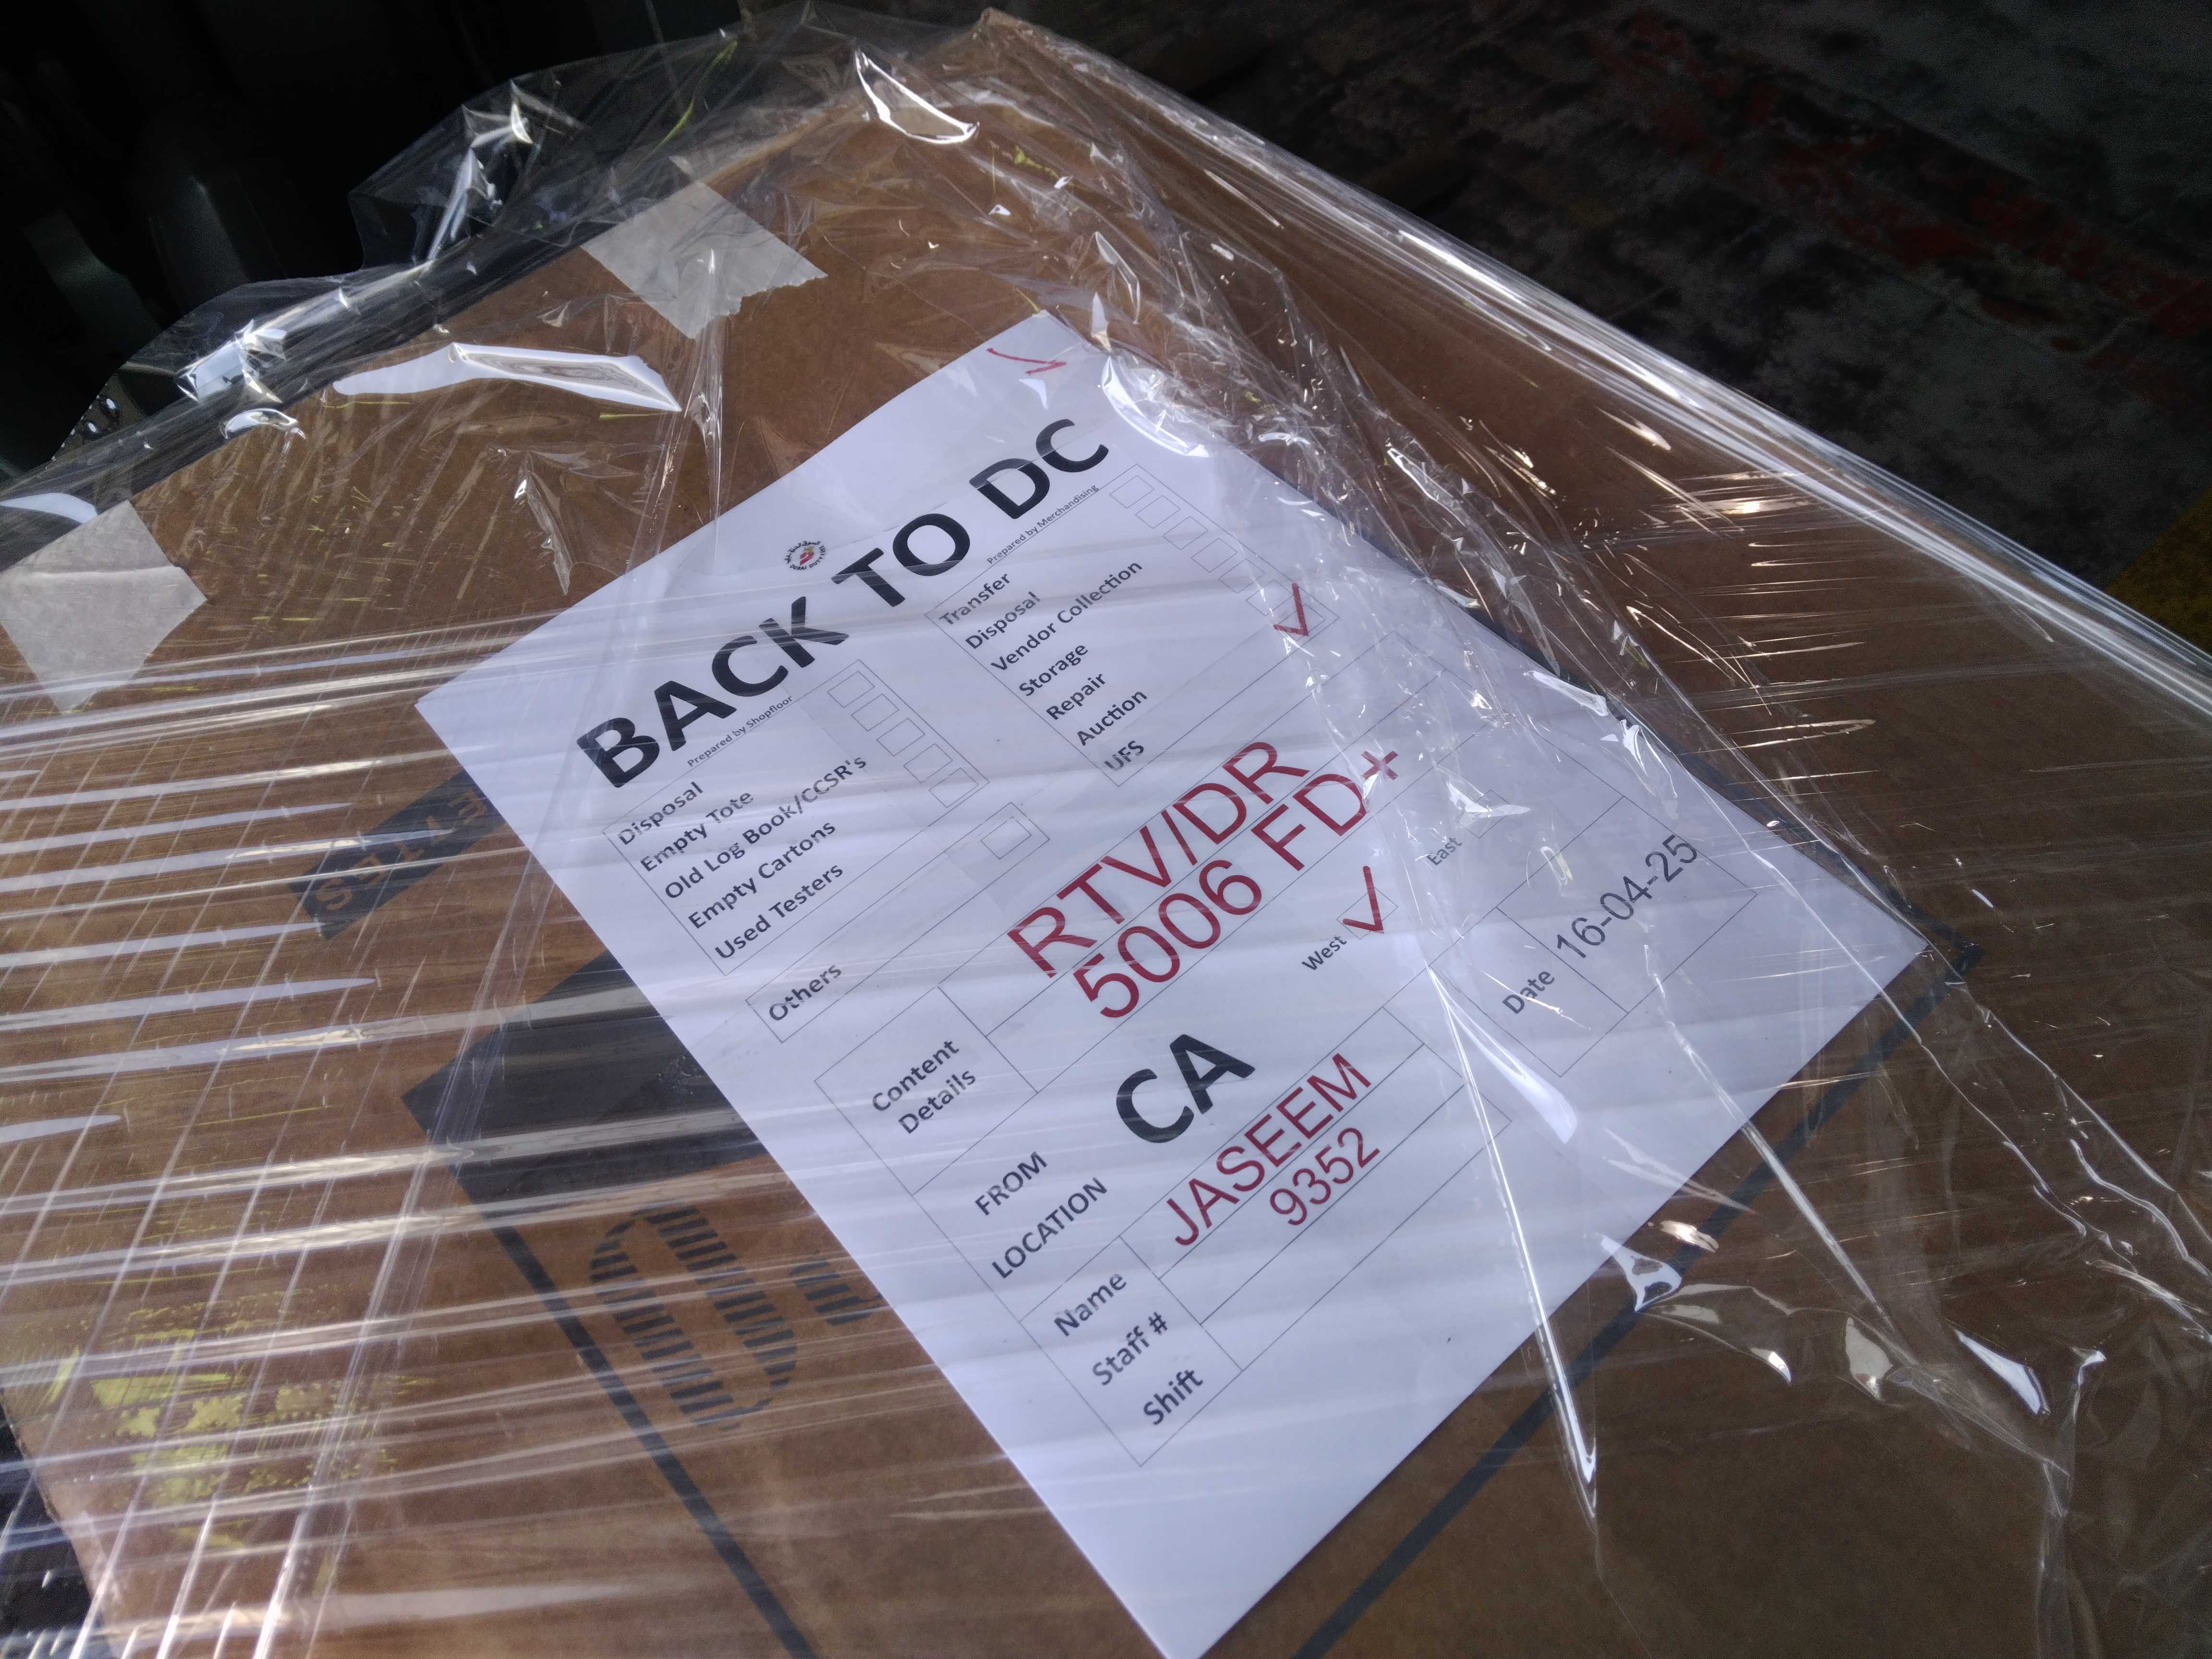 BACK TO DC
Prepared by Shopfloor
Disposal
Empty Tote
Old Log Book/CCSR's
Empty Cartons
Used Testers
Others
Prepared by Merchandising
Transfer
Disposal
Vendor Collection
Storage
Repair
Auction
UFS
Content
Details
RTV/DR
5006 FD+
FROM
LOCATION
CA
West
East
Name
JASEEM
Staff #
9352
Shift
Date
16-04-25